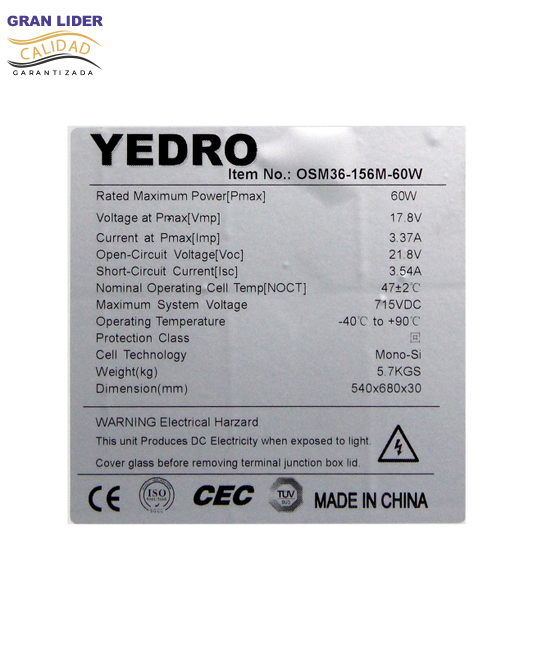 GRAN LIDER
CALIDAD
GARANTIZADA
YEDRO
Item No.: OSM36-156M-60W
Rated Maximum Power[Pmax] 60W
Voltage at Pmax[Vmp] 17.8V
Current at Pmax[Imp] 3.37A
Open-Circuit Voltage[Voc] 21.8V
Short-Circuit Current[Isc] 3.54A
Nominal Operating Cell Temp[NOCT] 47±2℃
Maximum System Voltage 715VDC
Operating Temperature -40℃ to +90℃
Protection Class
Cell Technology Mono-Si
Weight(kg) 5.7KGS
Dimension(mm) 540x680x30
WARNING Electrical Harzard
This unit Produces DC Electricity when exposed to light.
Cover glass before removing terminal junction box lid.
CE ISO CEC TUV MADE IN CHINA